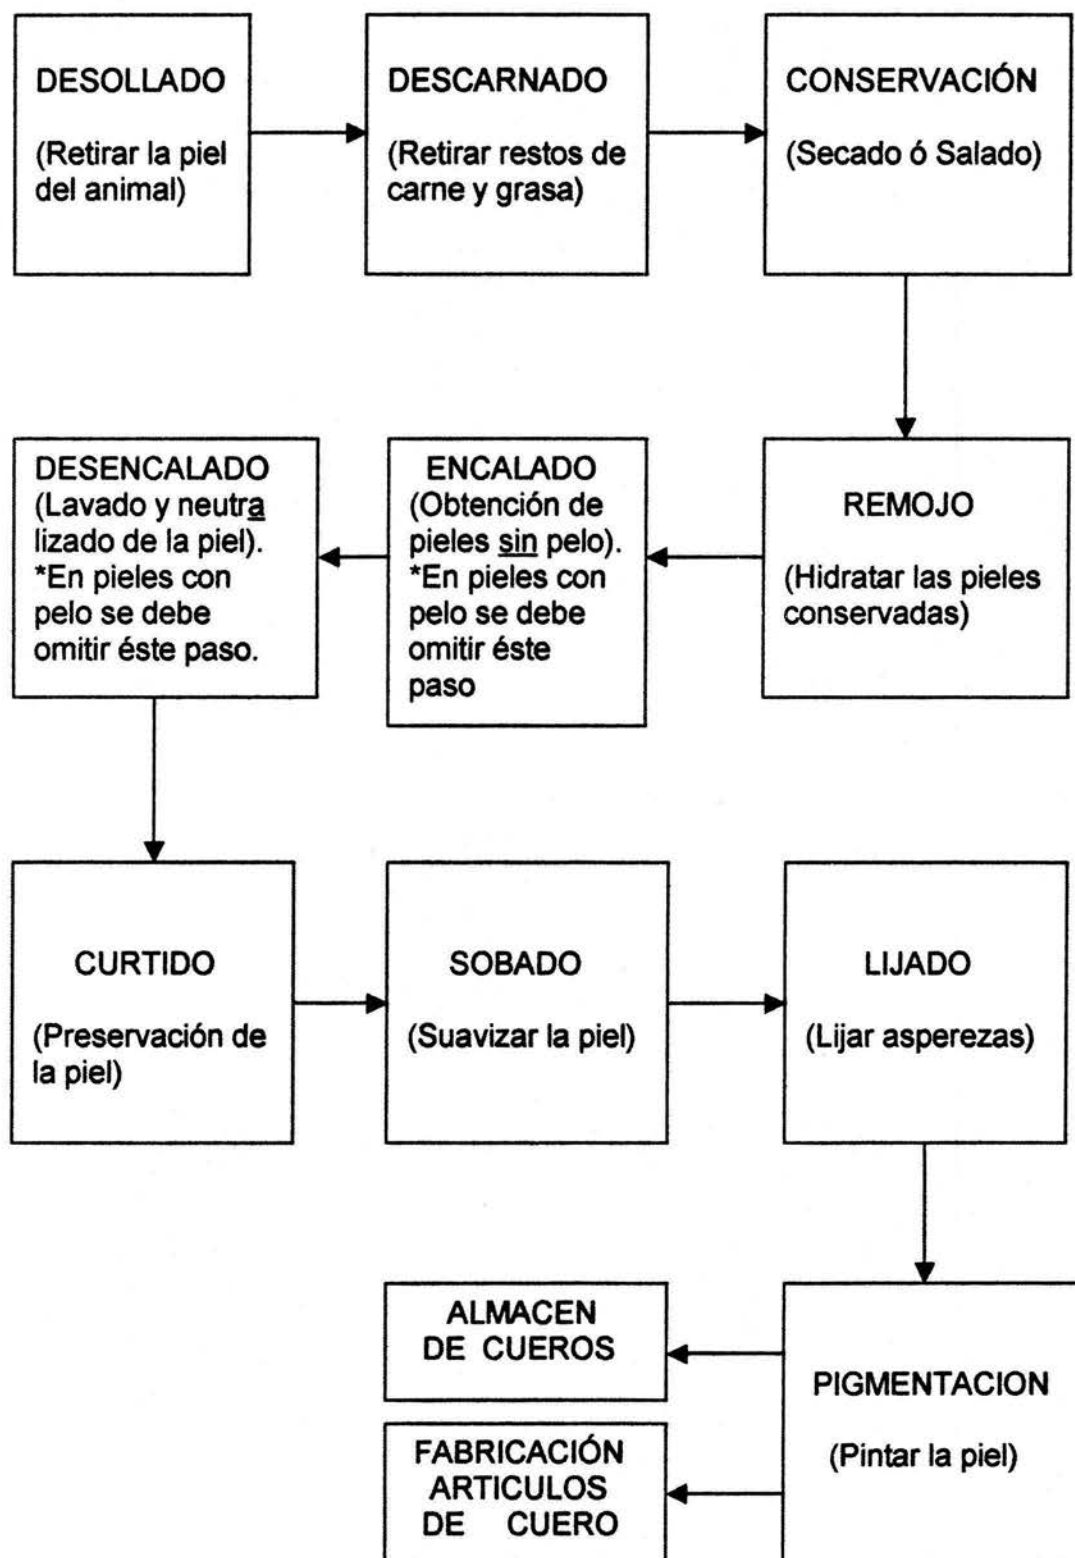 DESOLLADO
(Retirar la piel
del animal)
DESCARNADO
(Retirar restos de
carne y grasa)
CONSERVACIÓN
(Secado ó Salado)
REMOJO
(Hidratar las pieles
conservadas)
ENCALADO
(Obtención de
pieles sin pelo).
*En pieles con
pelo se debe
omitir éste
paso
DESENCALADO
(Lavado y neutra
lizado de la piel).
*En pieles con
pelo se debe
omitir éste paso.
CURTIDO
(Preservación de
la piel)
SOBADO
(Suavizar la piel)
LIJADO
(Lijar asperezas)
PIGMENTACION
(Pintar la piel)
ALMACEN
DE CUEROS
FABRICACIÓN
ARTICULOS
DE CUERO